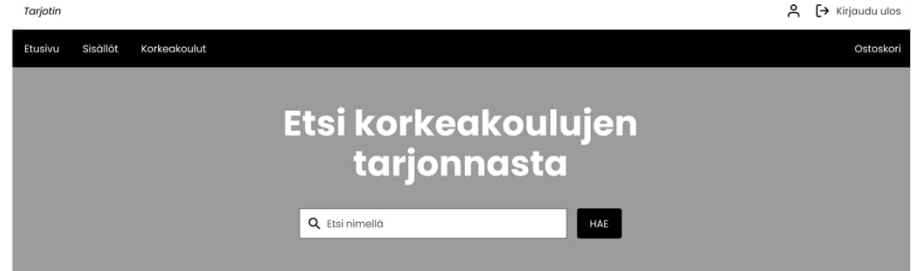 Tarjotin
Kirjaudu ulos
Etusivu Sisällöt Korkeakoulut Ostoskori
Etsi korkeakoulujen
tarjonnasta
Etsi nimellä HAE